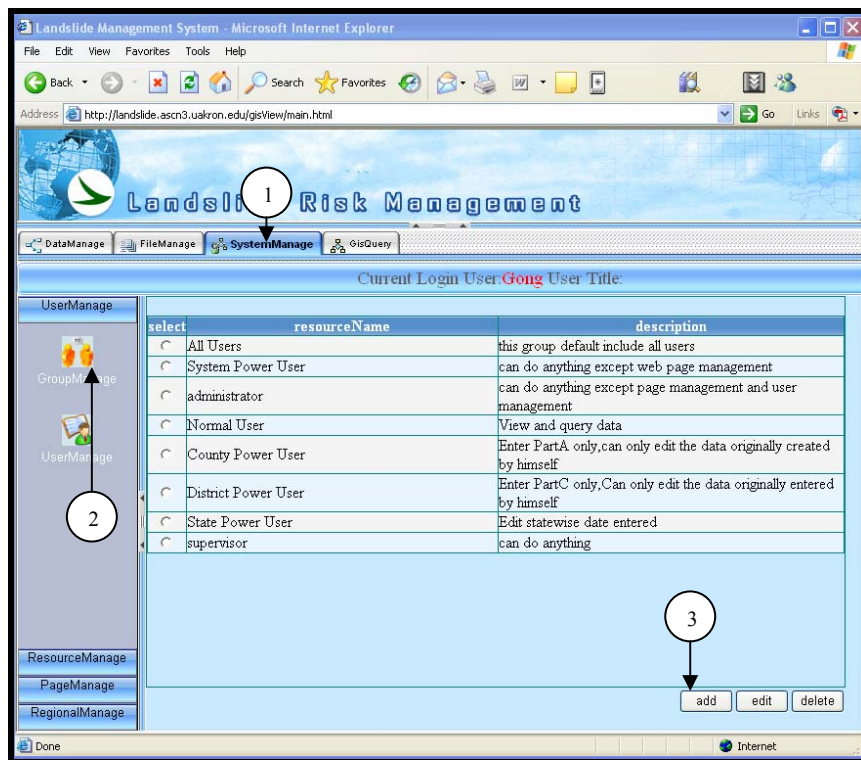 Landslide Management System - Microsoft Internet Explorer
File Edit View Favorites Tools Help
Back Search Favorites
Address http://landslide.ascn3.uakron.edu/gisView/main.html Go Links
Landsli Risk Management
1
DataManage FileManage SystemManage GisQuery
Current Login User:Gong User Title:
UserManage
select resourceName description
All Users this group default include all users
System Power User can do anything except web page management
administrator can do anything except page management and user
management
Normal User View and query data
County Power User Enter PartA only,can only edit the data originally created
by himself
District Power User Enter PartC only,Can only edit the data originally entered
by himself
State Power User Edit statewise date entered
supervisor can do anything
GroupManage
UserManage
2
3
ResourceManage
PageManage
RegionalManage
add edit delete
Done Internet